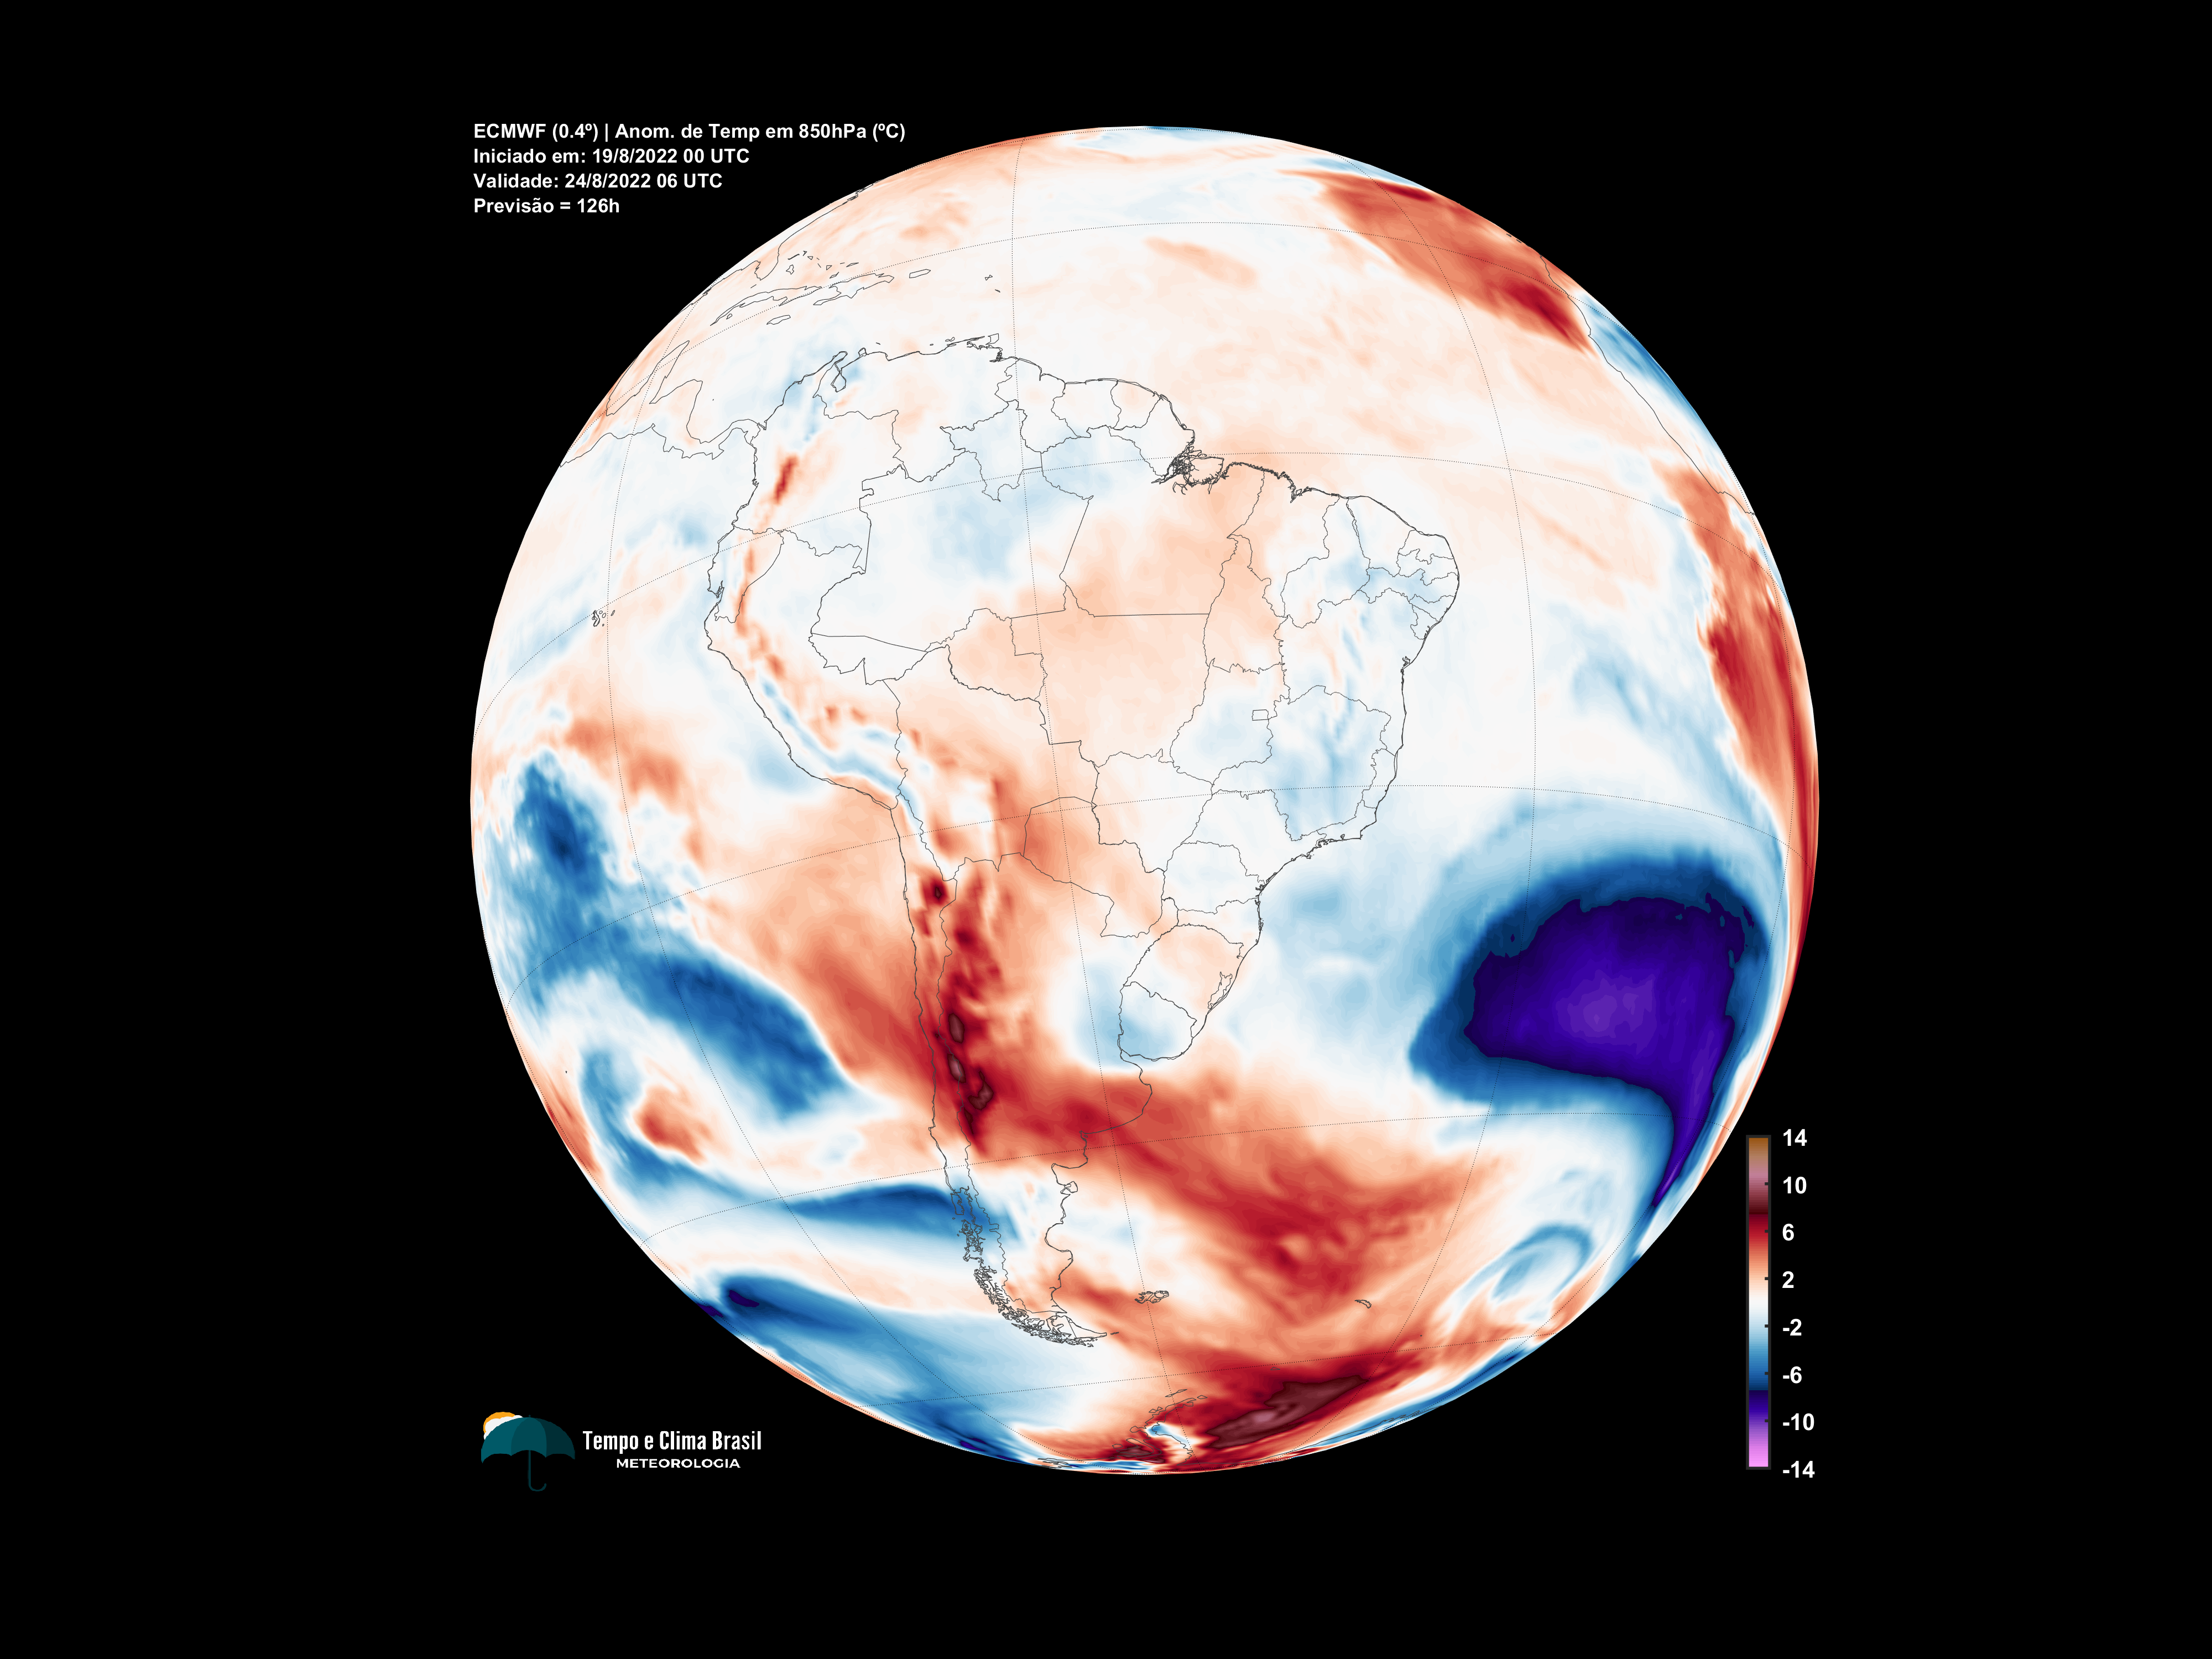 ECMWF (0.4º) | Anom. de Temp em 850hPa (ºC)
Iniciado em: 19/8/2022 00 UTC
Validade: 24/8/2022 06 UTC
Previsão = 126h
14
10
6
2
-2
-6
-10
-14
Tempo e Clima Brasil
METEOROLOGIA